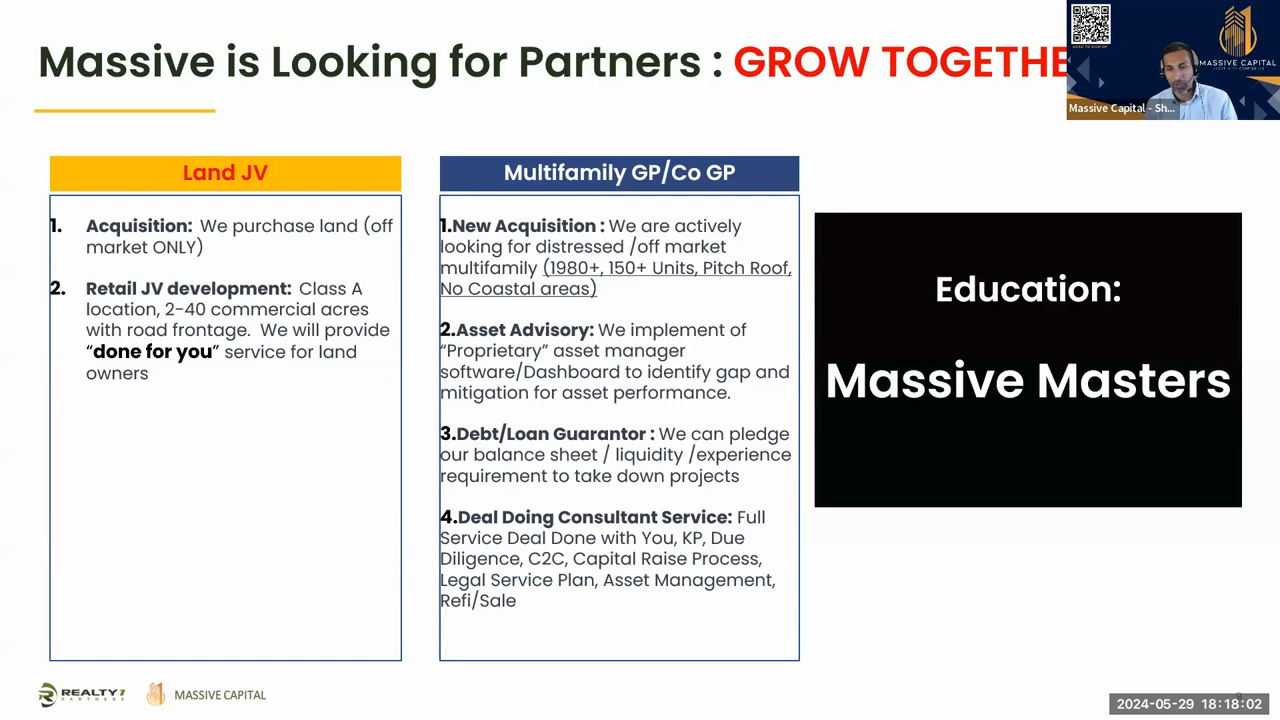 Massive is Looking for Partners : GROW TOGETHE
MASSIVE CAPITAL
Massive Capital - Sh...
Land JV
1. Acquisition: We purchase land (off
market ONLY)
2. Retail JV development: Class A
location, 2-40 commercial acres
with road frontage. We will provide
“done for you” service for land
owners
Multifamily GP/Co GP
1.New Acquisition : We are actively
looking for distressed /off market
multifamily (1980+, 150+ Units, Pitch Roof,
No Coastal areas)
2.Asset Advisory: We implement of
“Proprietary” asset manager
software/Dashboard to identify gap and
mitigation for asset performance.
3.Debt/Loan Guarantor : We can pledge
our balance sheet / liquidity /experience
requirement to take down projects
4.Deal Doing Consultant Service: Full
Service Deal Done with You, KP, Due
Diligence, C2C, Capital Raise Process,
Legal Service Plan, Asset Management,
Refi/Sale
Education:
Massive Masters
REALTY1
PARTNERS
MASSIVE CAPITAL
2024-05-29 18:18:02